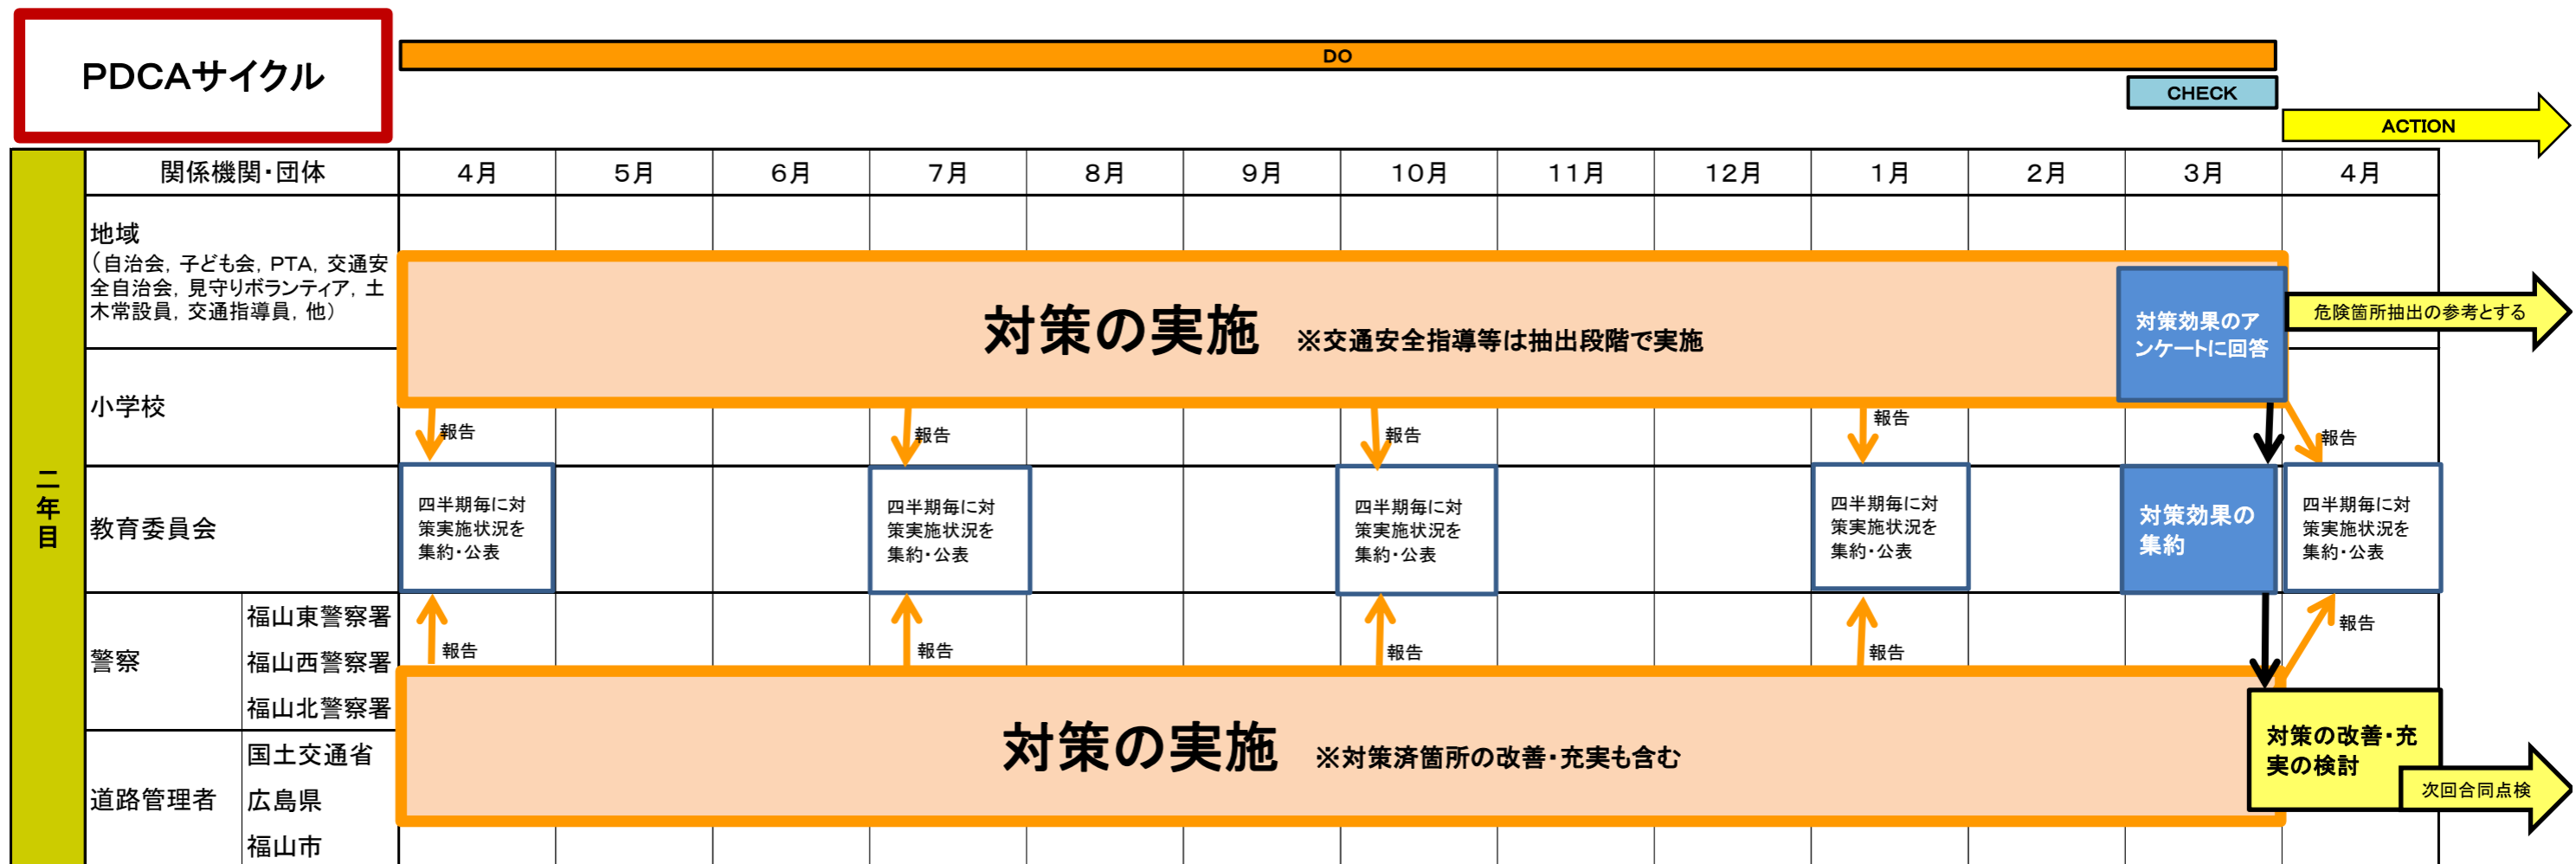 PDCAサイクル
DO
CHECK
ACTION
関係機関・団体
4月
5月
6月
7月
8月
9月
10月
11月
12月
1月
2月
3月
4月
二年目
地域
（自治会，子ども会，PTA，交通安
全自治会，見守りボランティア，土
木常設員，交通指導員，他）
対策の実施 ※交通安全指導等は抽出段階で実施
対策効果のア
ンケートに回答
危険箇所抽出の参考とする
小学校
報告
報告
報告
報告
報告
教育委員会
四半期毎に対
策実施状況を
集約・公表
四半期毎に対
策実施状況を
集約・公表
四半期毎に対
策実施状況を
集約・公表
四半期毎に対
策実施状況を
集約・公表
対策効果の
集約
四半期毎に対
策実施状況を
集約・公表
警察
福山東警察署
福山西警察署
福山北警察署
報告
報告
報告
報告
報告
対策の実施 ※対策済箇所の改善・充実も含む
対策の改善・充
実の検討
次回合同点検
道路管理者
国土交通省
広島県
福山市